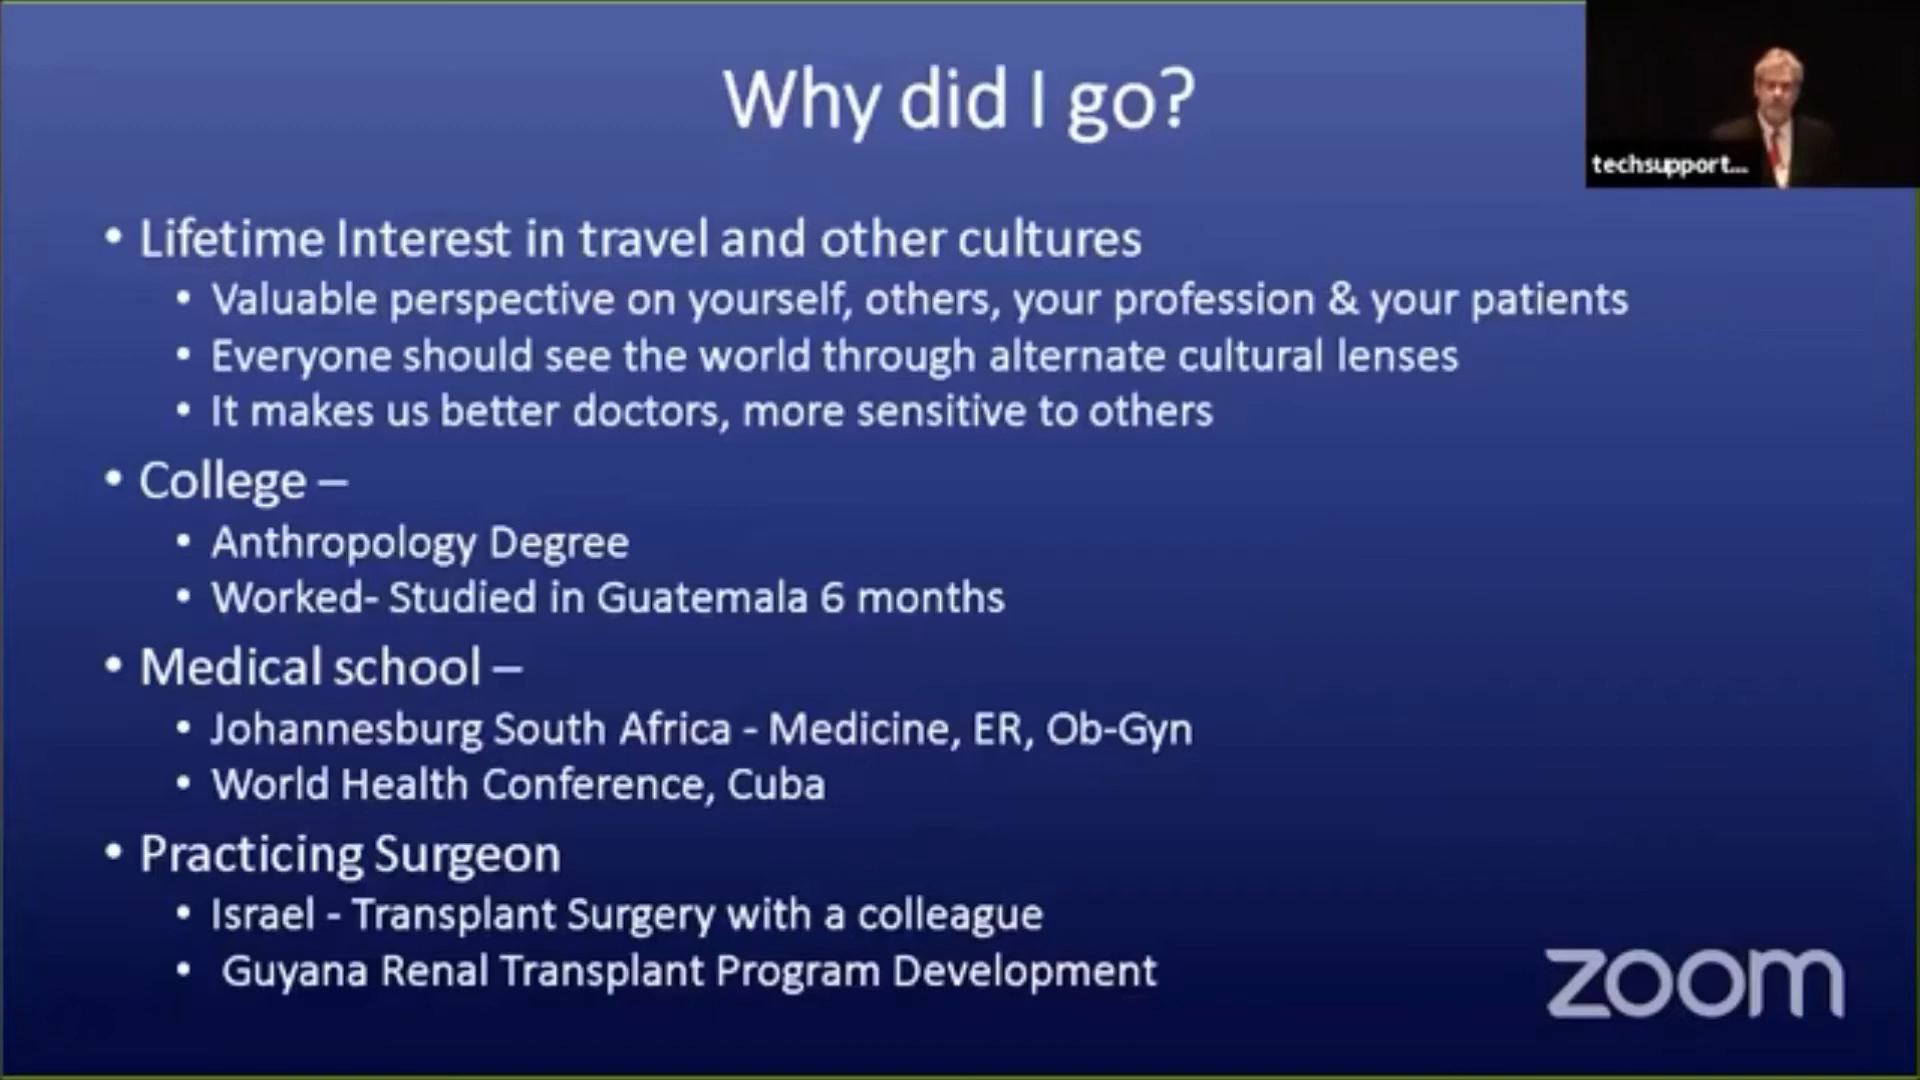 Why did I go?
techsupport...
• Lifetime Interest in travel and other cultures
• Valuable perspective on yourself, others, your profession & your patients
• Everyone should see the world through alternate cultural lenses
• It makes us better doctors, more sensitive to others
• College –
• Anthropology Degree
• Worked- Studied in Guatemala 6 months
• Medical school –
• Johannesburg South Africa - Medicine, ER, Ob-Gyn
• World Health Conference, Cuba
• Practicing Surgeon
• Israel - Transplant Surgery with a colleague
• Guyana Renal Transplant Program Development
zoom